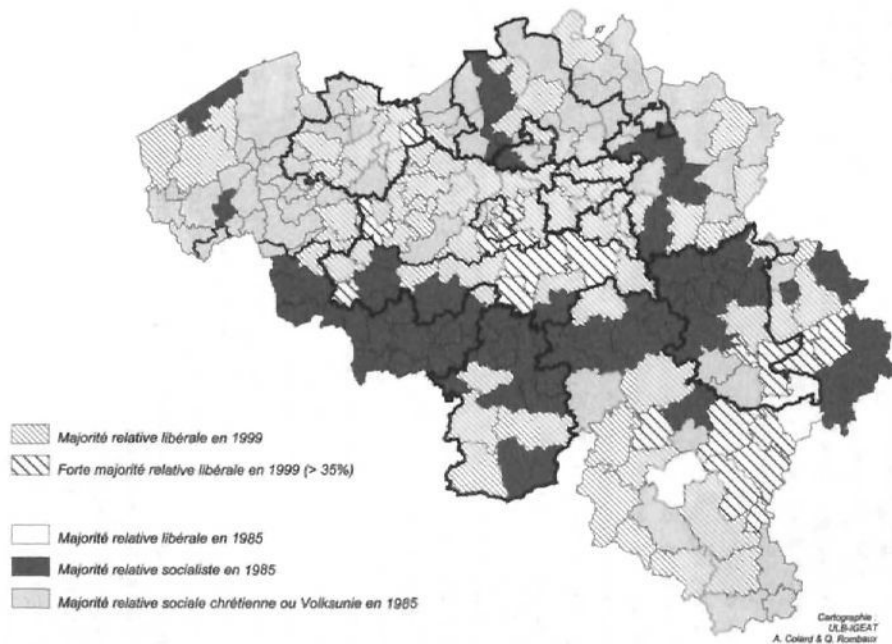 Majorité relative libérale en 1999
Forte majorité relative libérale en 1999 (> 35%)
Majorité relative libérale en 1985
Majorité relative socialiste en 1985
Majorité relative sociale chrétienne ou Volksunie en 1985
Cartographie :
ULB-IGEAT
A. Colard & Q. Rombaux